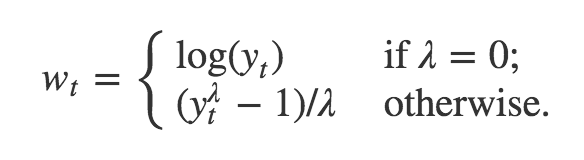 w_t = { log(y_t) if λ = 0;
(y_t^λ − 1)/λ otherwise.